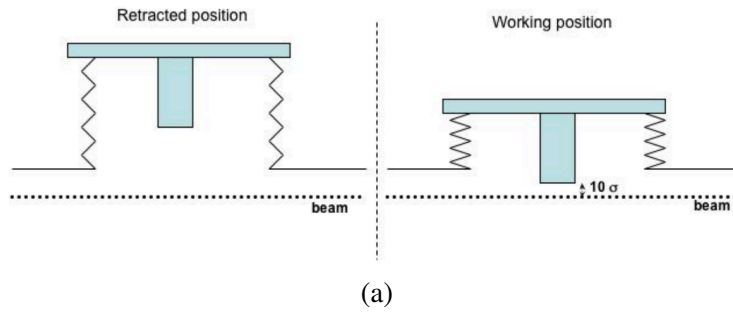 Retracted position
Working position
10 σ
beam
beam
(a)